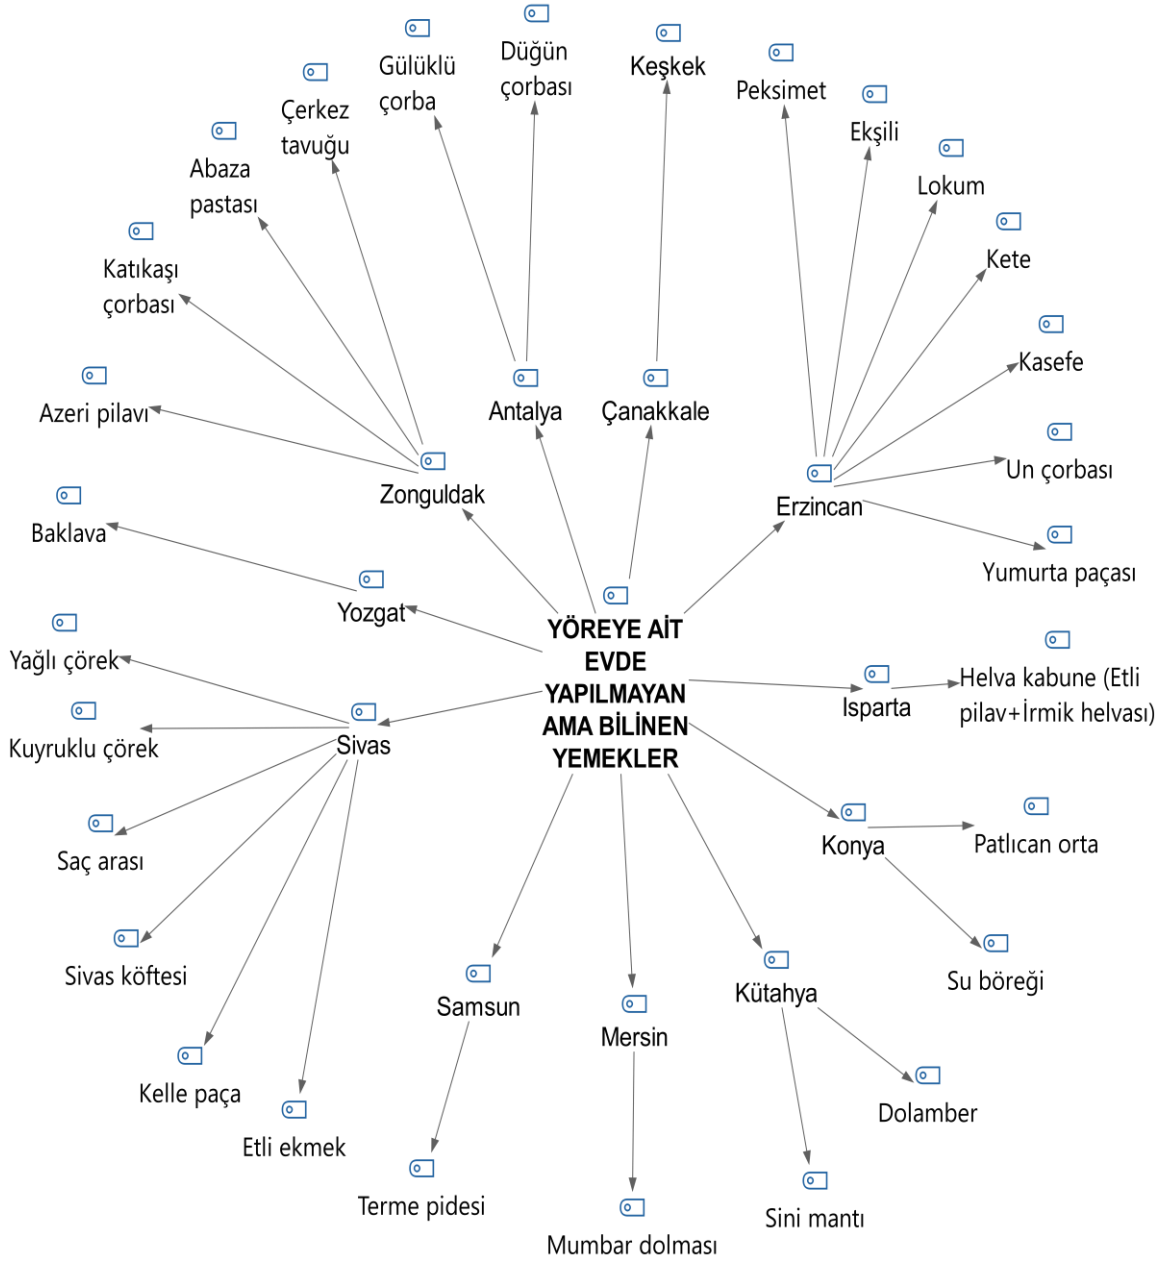 Düğün
çorbası
Gülüklü
çorba
Keşkek
Peksimet
Çerkez
tavuğu
Ekşili
Abaza
pastası
Lokum
Katıkaşı
çorbası
Kete
Kasefe
Azeri pilavı
Antalya
Çanakkale
Un çorbası
Zonguldak
Erzincan
Baklava
Yumurta paçası
Yozgat
YÖREYE AİT
EVDE
YAPILMAYAN
AMA BİLİNEN
YEMEKLER
Yağlı çörek
Helva kabune (Etli
pilav+İrmik helvası)
Isparta
Kuyruklu çörek
Sivas
Saç arası
Konya
Patlıcan orta
Sivas köftesi
Su böreği
Samsun
Kütahya
Mersin
Kelle paça
Dolamber
Etli ekmek
Terme pidesi
Sini mantı
Mumbar dolması